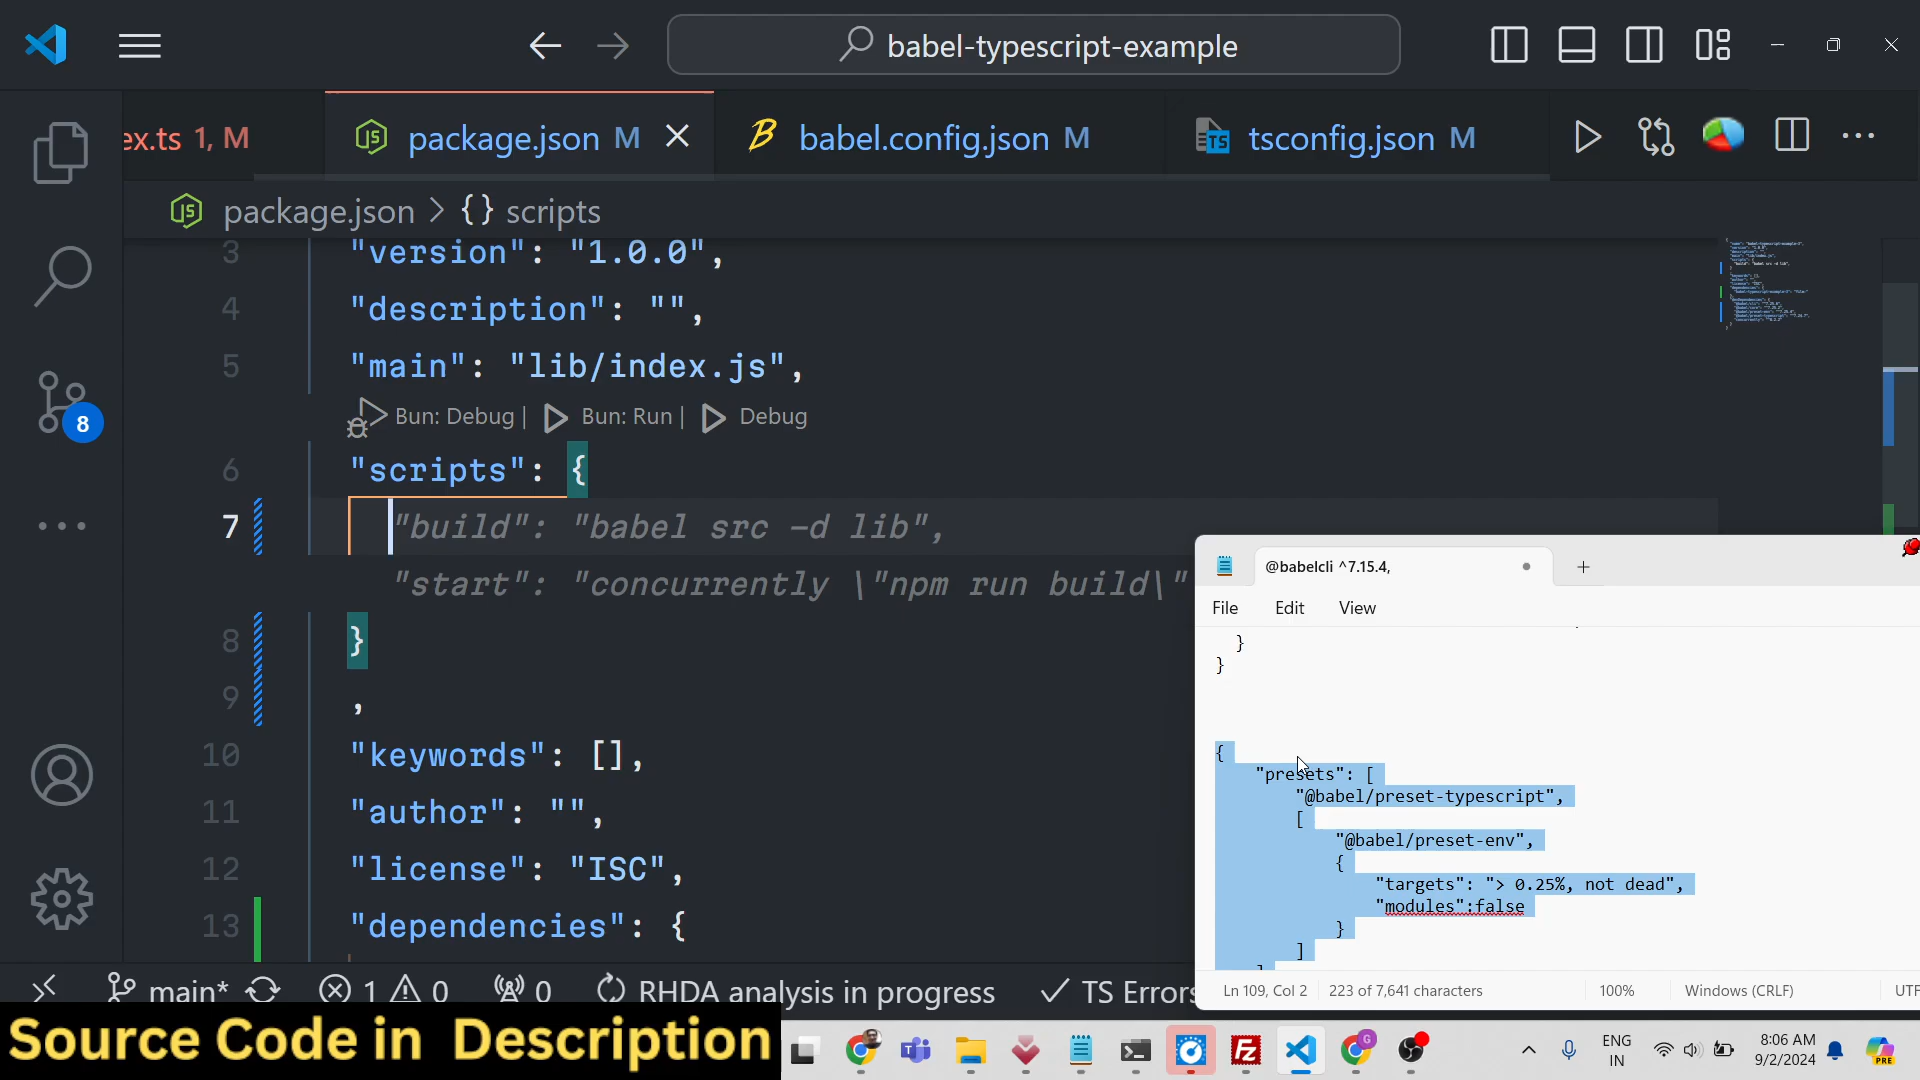 babel-typescript-example
ex.ts 1, M
package.json M
babel.config.json M
tsconfig.json M
package.json > {} scripts
3 "version": "1.0.0",
4 "description": "",
5 "main": "lib/index.js",
Bun: Debug | Bun: Run | Debug
6 "scripts": {
7 "build": "babel src -d lib",
"start": "concurrently \"npm run build\"
8 }
9 ,
10 "keywords": [],
11 "author": "",
12 "license": "ISC",
13 "dependencies": {
8
main* 1 0 0 RHDA analysis in progress TS Errors
@babelcli ^7.15.4,
File Edit View
}
}
{
"presets": [
"@babel/preset-typescript",
[
"@babel/preset-env",
{
"targets": "> 0.25%, not dead",
"modules":false
}
]
Ln 109, Col 2 223 of 7,641 characters 100% Windows (CRLF) UTF
Source Code in Description
ENG
IN
8:06 AM
9/2/2024
PRE